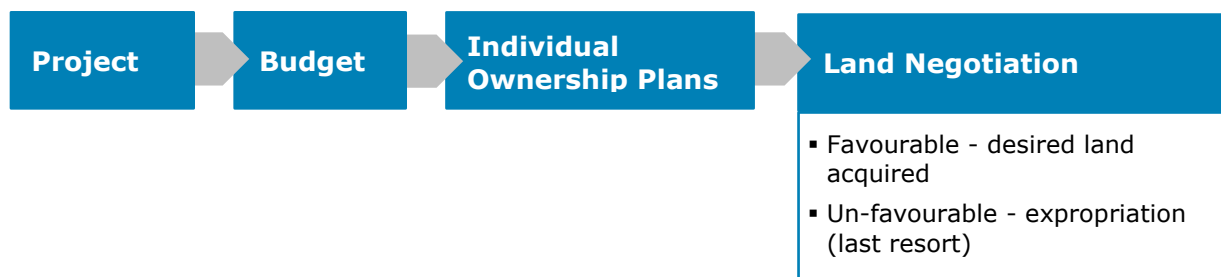 Project
Budget
Individual
Ownership Plans
Land Negotiation
▪ Favourable - desired land
acquired
▪ Un-favourable - expropriation
(last resort)